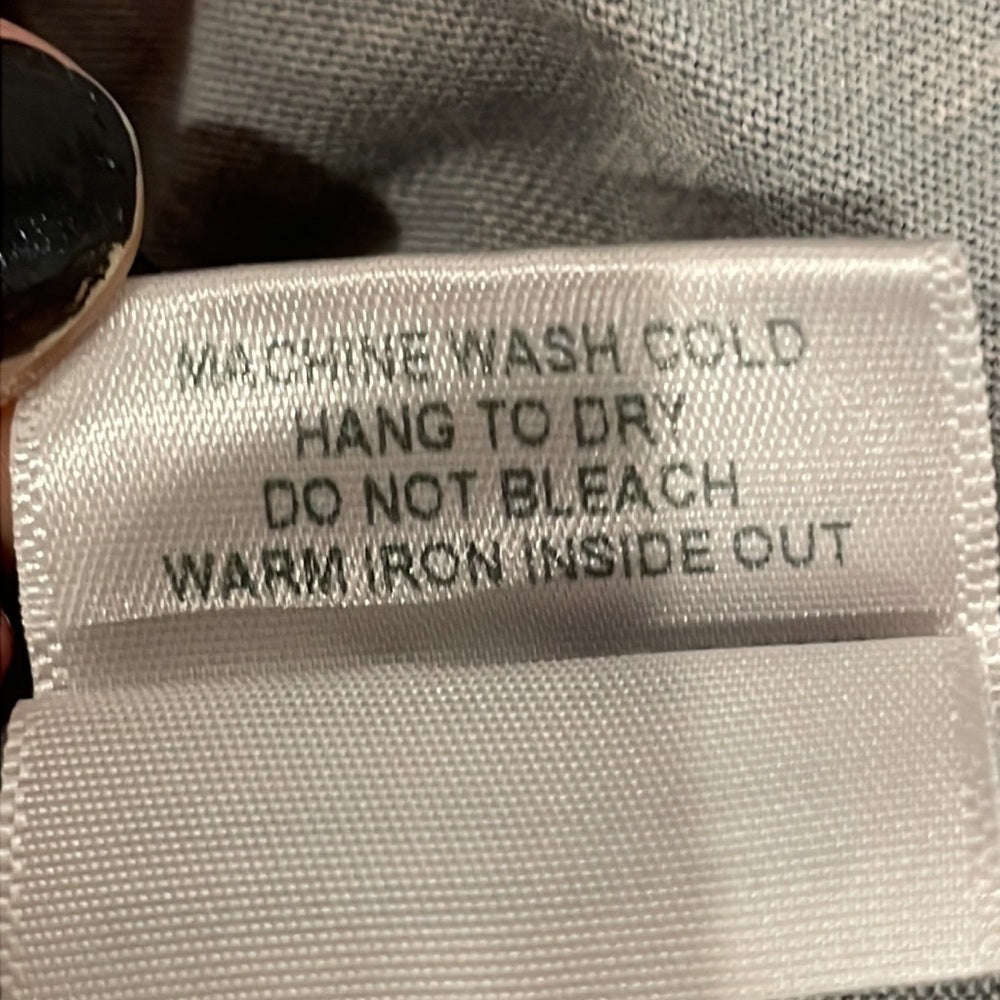 MACHINE WASH COLD
HANG TO DRY
DO NOT BLEACH
WARM IRON INSIDE OUT